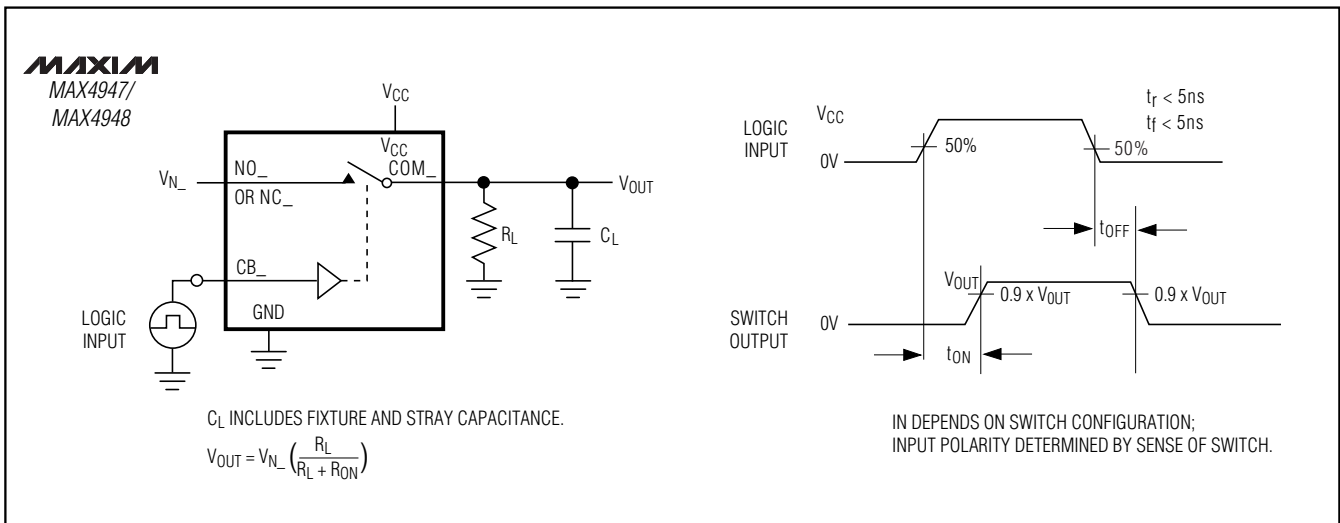 MAXIM
MAX4947/
MAX4948
VCC
VCC
NO_
COM_
VN_
OR NC_
VOUT
RL
CL
CB_
GND
LOGIC
INPUT
CL INCLUDES FIXTURE AND STRAY CAPACITANCE.
VOUT = VN_ (RL / RL + RON)
tr < 5ns
tf < 5ns
LOGIC
INPUT
VCC
0V
50%
50%
tOFF
SWITCH
OUTPUT
VOUT
0V
0.9 x VOUT
0.9 x VOUT
tON
IN DEPENDS ON SWITCH CONFIGURATION;
INPUT POLARITY DETERMINED BY SENSE OF SWITCH.